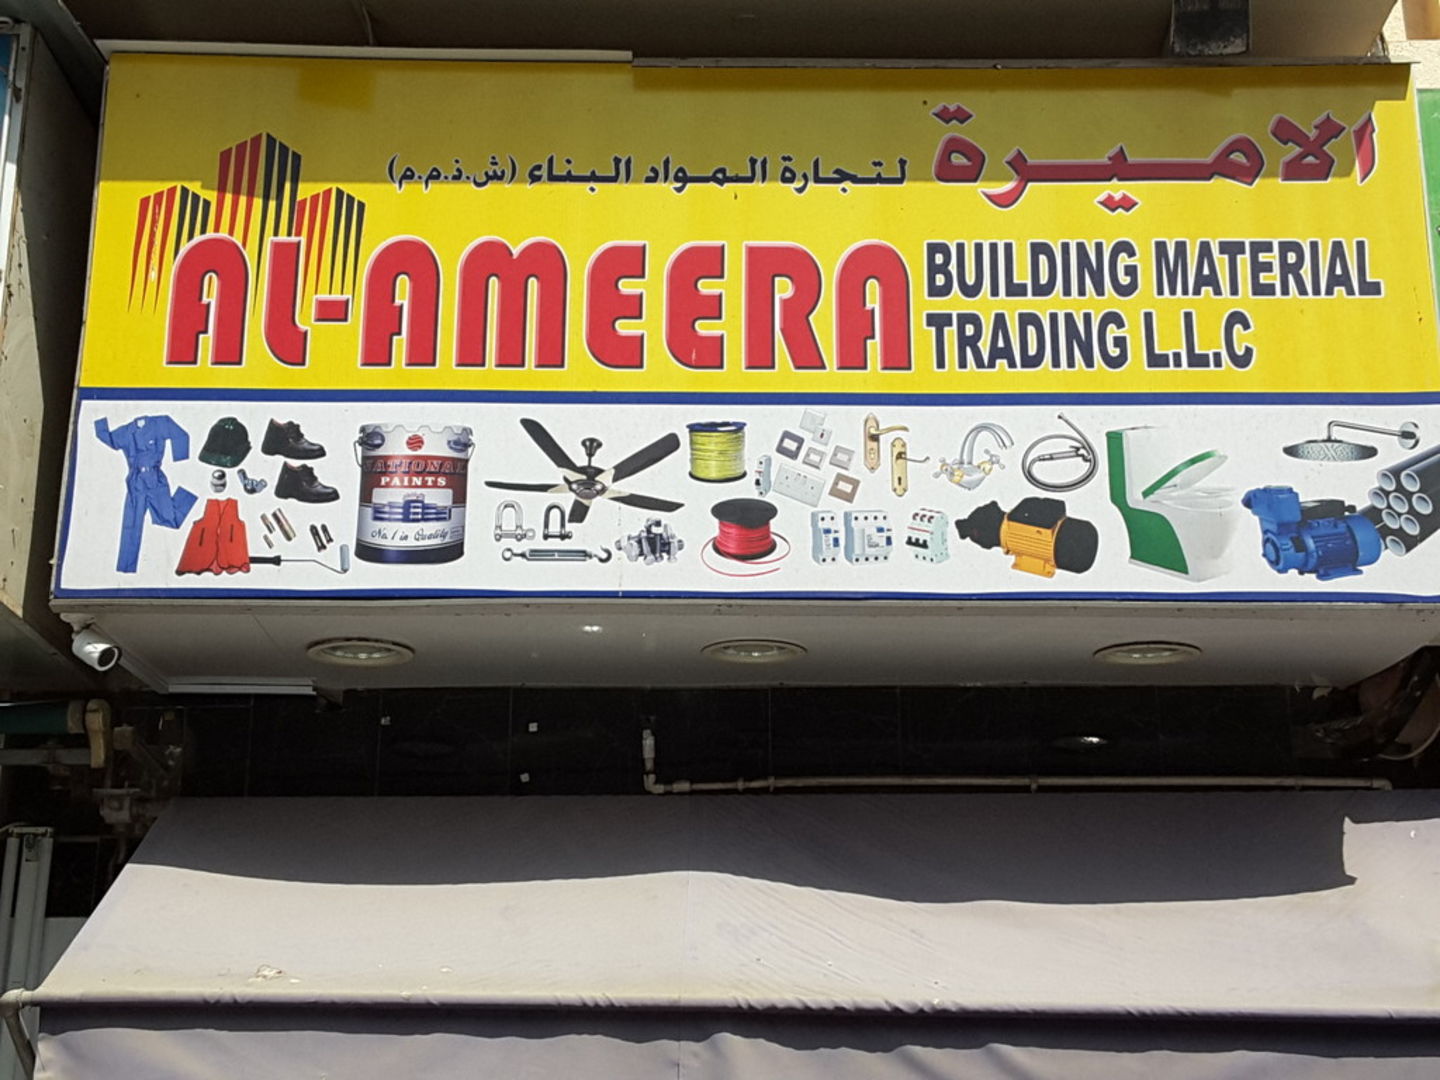 الاميرة لتجارة المواد البناء (ش.ذ.م.م)
AL-AMEERA BUILDING MATERIAL
TRADING L.L.C
NATIONAL
PAINTS
No. 1 in Quality